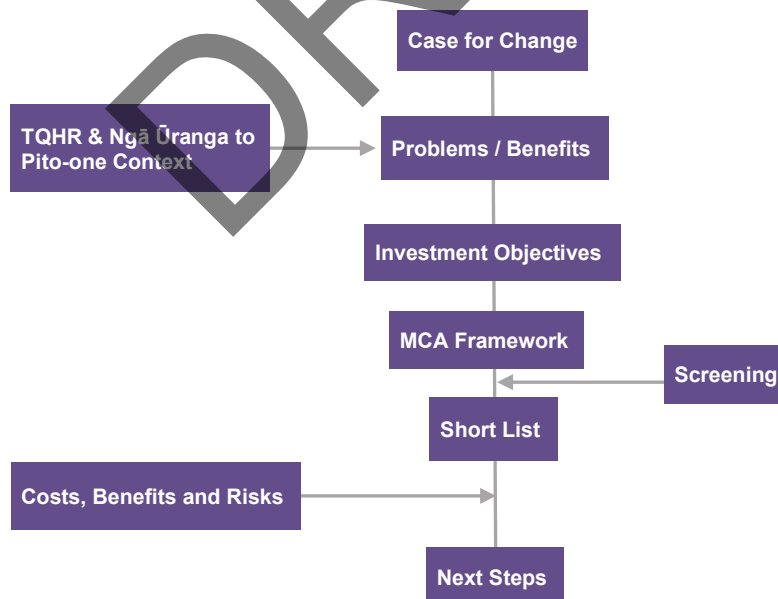 Case for Change
TQHR & Ngā Ūranga to
Pito-one Context
Problems / Benefits
Investment Objectives
MCA Framework
Screening
Short List
Costs, Benefits and Risks
Next Steps